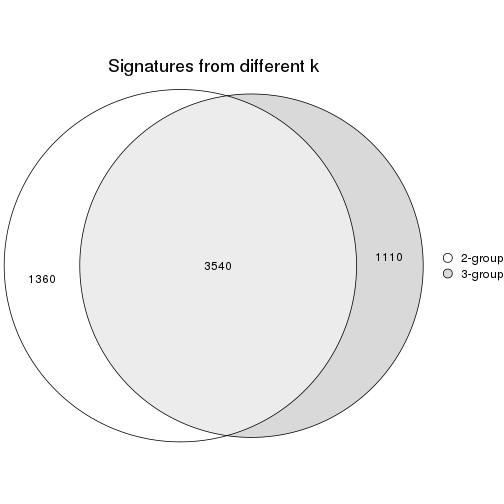 Signatures from different k
1360
3540
1110
2-group
3-group